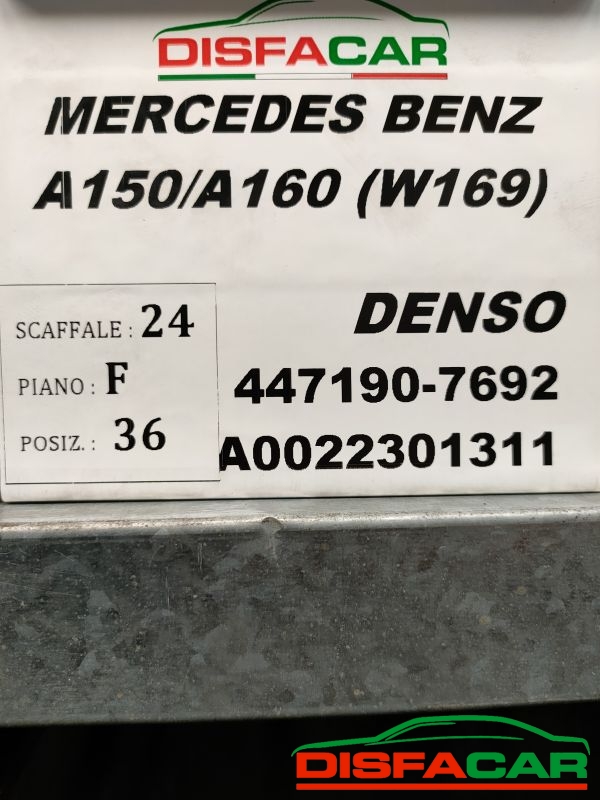 DISFACAR
MERCEDES BENZ
A150/A160 (W169)
SCAFFALE : 24
PIANO : F
POSIZ. : 36
DENSO
447190-7692
A0022301311
DISFACAR